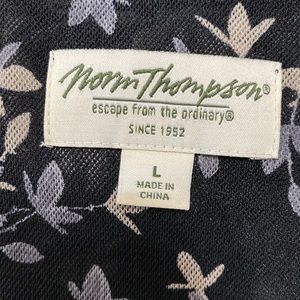 Norm Thompson®
escape from the ordinary®
SINCE 1952
L
MADE IN
CHINA